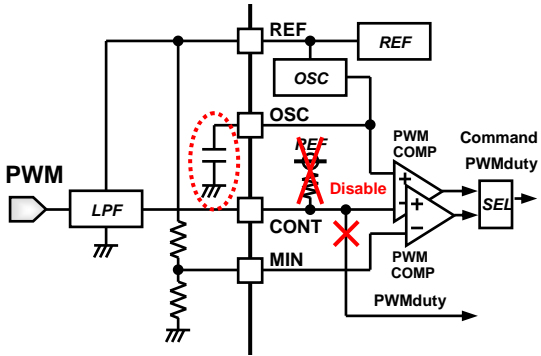 REF
REF
OSC
OSC
REF
PWM
COMP
Command
PWMduty
PWM
Disable
LPF
SEL
CONT
MIN
PWM
COMP
PWMduty